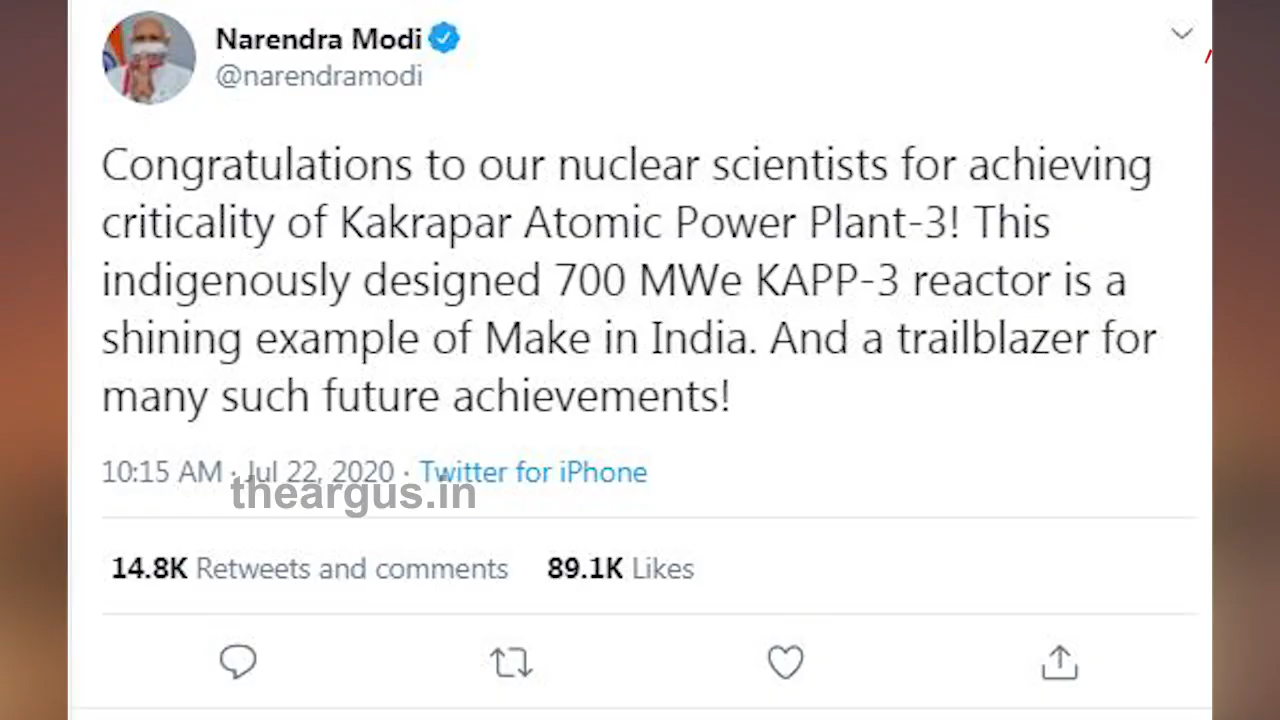 Narendra Modi
@narendramodi
Congratulations to our nuclear scientists for achieving
criticality of Kakrapar Atomic Power Plant-3! This
indigenously designed 700 MWe KAPP-3 reactor is a
shining example of Make in India. And a trailblazer for
many such future achievements!
10:15 AM · Jul 22, 2020 · Twitter for iPhone
theargus.in
14.8K Retweets and comments 89.1K Likes